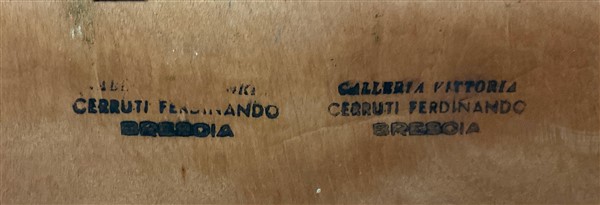 CERRUTI FERDINANDO
BRESCIA
GALLERIA VITTORIA
CERRUTI FERDINANDO
BRESCIA